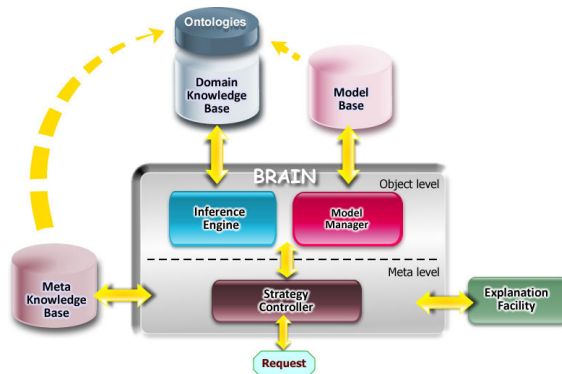 Ontologies
Domain
Knowledge
Base
Model
Base
BRAIN
Object level
Inference
Engine
Model
Manager
Meta level
Meta
Knowledge
Base
Strategy
Controller
Explanation
Facility
Request